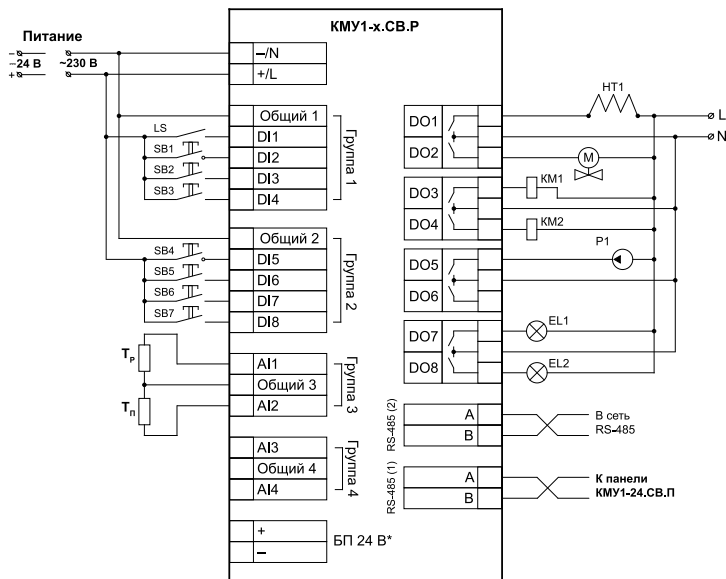 КМУ1-х.СВ.Р
Питание
–
–24 В
+
~230 В
–/N
+/L
Общий 1
LS
DI1
SB1
DI2
SB2
DI3
SB3
DI4
Группа 1
Общий 2
SB4
DI5
SB5
DI6
SB6
DI7
SB7
DI8
Группа 2
Tр
Tп
AI1
Общий 3
AI2
Группа 3
AI3
Общий 4
AI4
Группа 4
+
–
БП 24 В*
DO1
DO2
HT1
L
N
M
DO3
DO4
КМ1
КМ2
DO5
DO6
P1
DO7
DO8
EL1
EL2
RS-485 (2)
A
B
В сеть
RS-485
RS-485 (1)
A
B
К панели
КМУ1-24.СВ.П